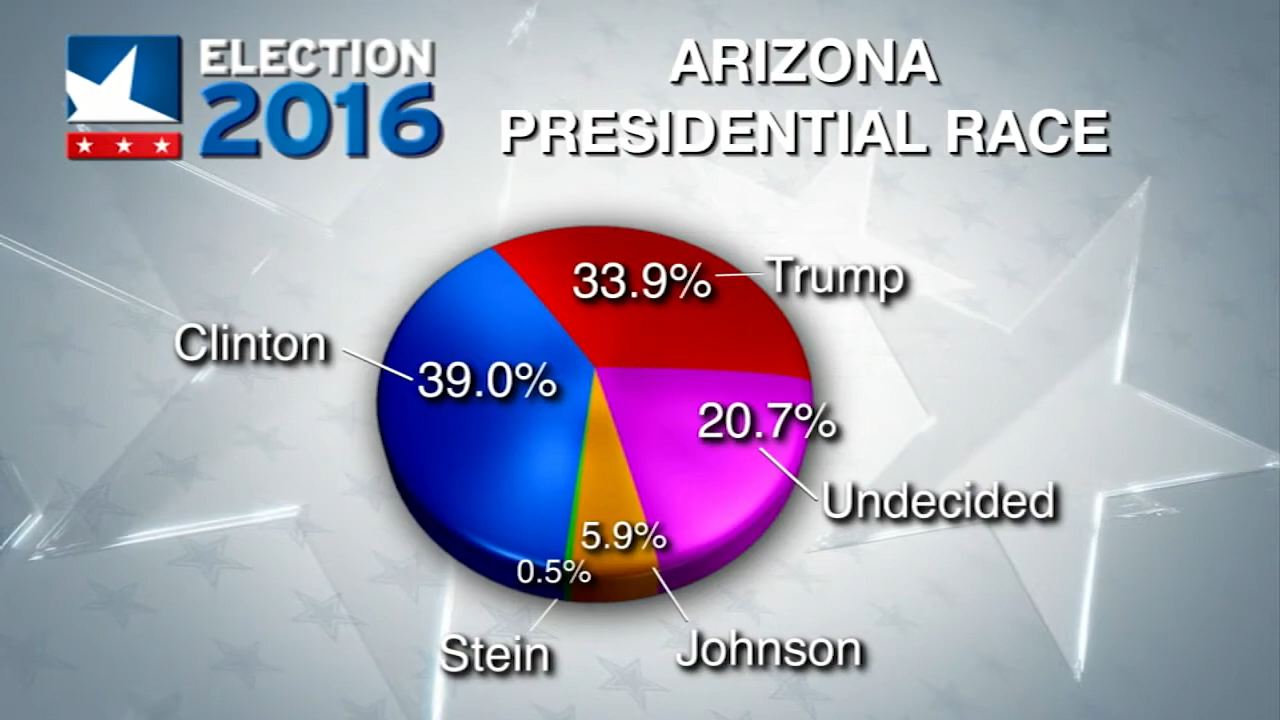 ELECTION
2016
ARIZONA
PRESIDENTIAL RACE
33.9%
Trump
Clinton
39.0%
20.7%
Undecided
5.9%
0.5%
Stein
Johnson